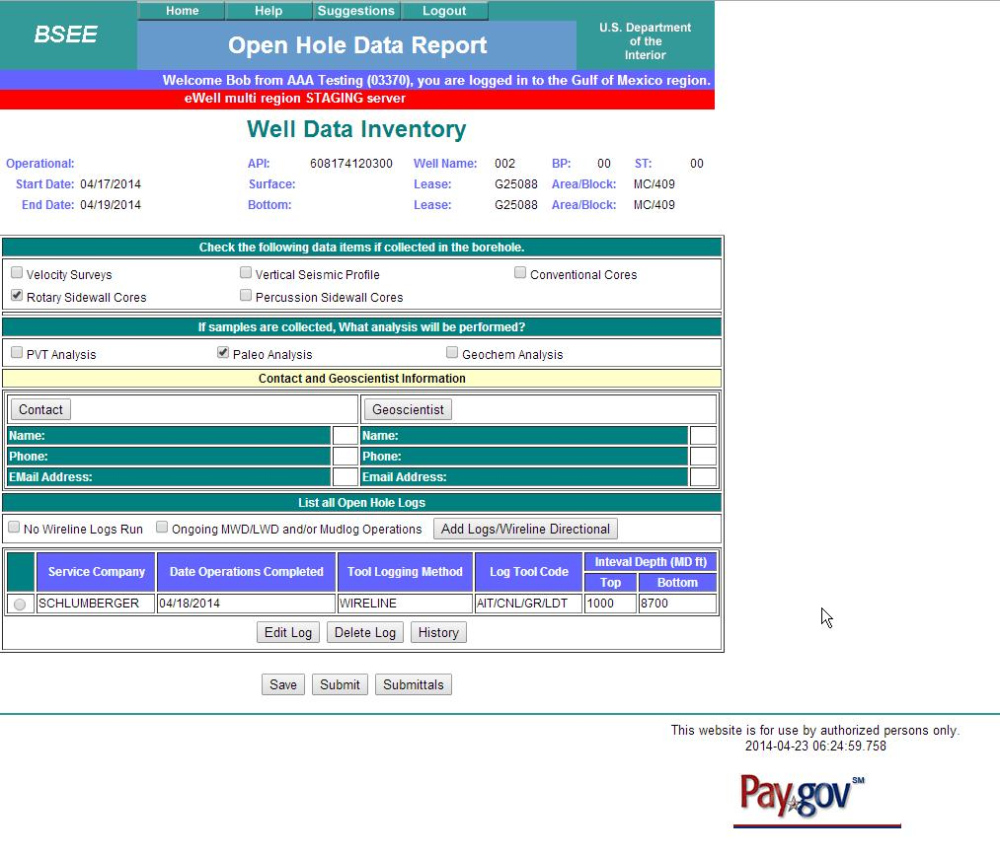 BSEE
Home Help Suggestions Logout
Open Hole Data Report
U.S. Department
of the
Interior
Welcome Bob from AAA Testing (03370), you are logged in to the Gulf of Mexico region.
eWell multi region STAGING server
Well Data Inventory
Operational: API: 608174120300 Well Name: 002 BP: 00 ST: 00
Start Date: 04/17/2014 Surface: Lease: G25088 Area/Block: MC/409
End Date: 04/19/2014 Bottom: Lease: G25088 Area/Block: MC/409
Check the following data items if collected in the borehole.
Velocity Surveys Vertical Seismic Profile Conventional Cores
Rotary Sidewall Cores Percussion Sidewall Cores
If samples are collected, What analysis will be performed?
PVT Analysis Paleo Analysis Geochem Analysis
Contact and Geoscientist Information
Contact Geoscientist
Name: Name:
Phone: Phone:
EMail Address: Email Address:
List all Open Hole Logs
No Wireline Logs Run Ongoing MWD/LWD and/or Mudlog Operations Add Logs/Wireline Directional
Service Company Date Operations Completed Tool Logging Method Log Tool Code Inteval Depth (MD ft)
Top Bottom
SCHLUMBERGER 04/18/2014 WIRELINE AIT/CNL/GR/LDT 1000 8700
Edit Log Delete Log History
Save Submit Submittals
This website is for use by authorized persons only.
2014-04-23 06:24:59.758
Pay.gov SM